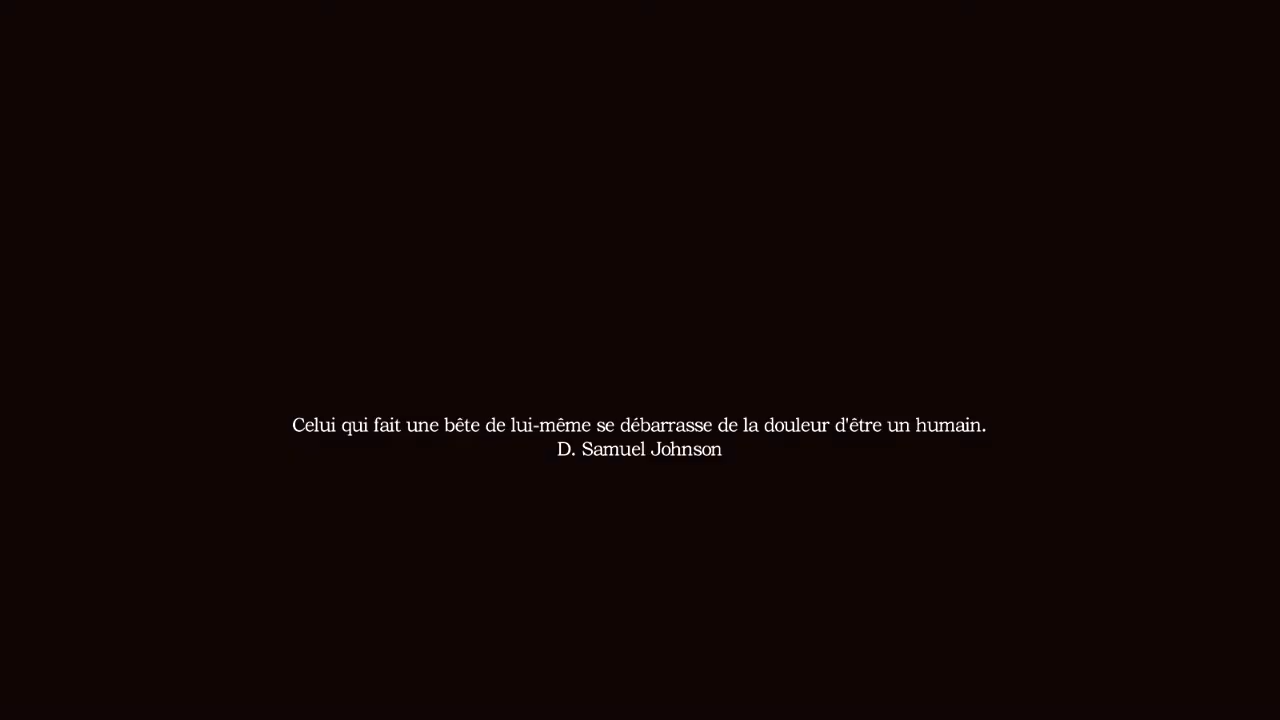 Celui qui fait une bête de lui-même se débarrasse de la douleur d'être un humain.
D. Samuel Johnson